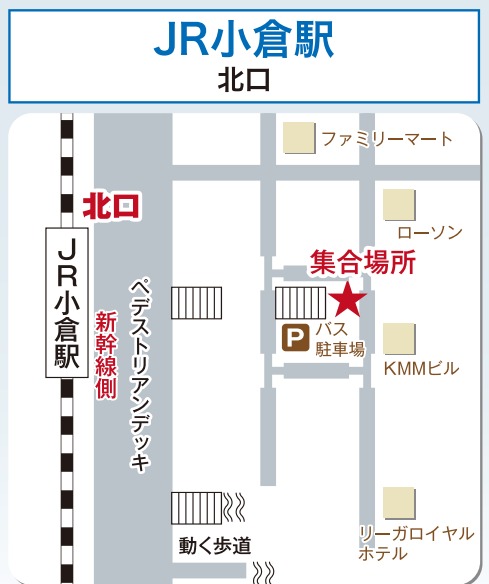 JR小倉駅
北口
ファミリーマート
北口
ローソン
集合場所
JR小倉駅
新幹線側
ペデストリアンデッキ
P
バス
駐車場
KMMビル
動く歩道
リーガロイヤル
ホテル